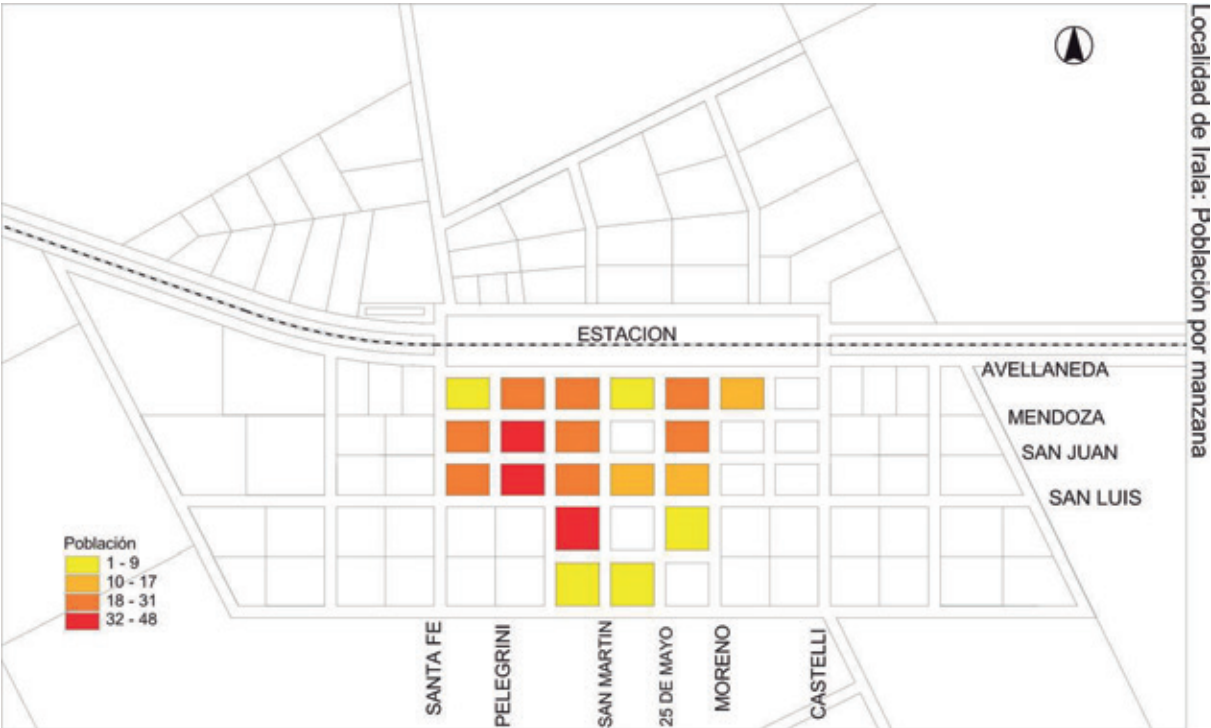 Localidad de Irala: Población por manzana
ESTACION
AVELLANEDA
MENDOZA
SAN JUAN
SAN LUIS
Población
1 - 9
10 - 17
18 - 31
32 - 48
SANTA FE
PELEGRINI
SAN MARTIN
25 DE MAYO
MORENO
CASTELLI